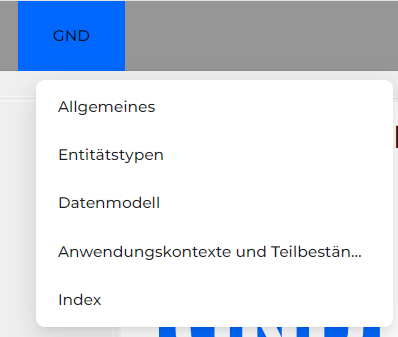 GND
Allgemeines
Entitätstypen
Datenmodell
Anwendungskontexte und Teilbestän...
Index